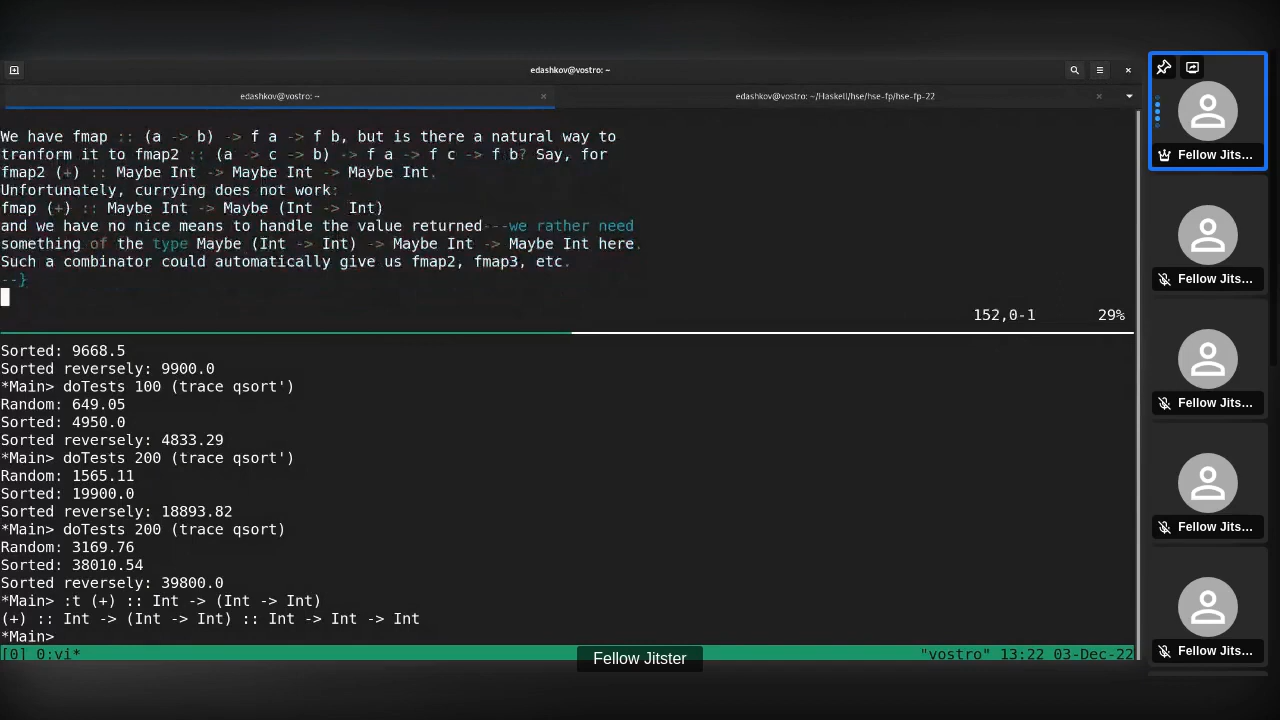 edashkov@vostro: ~
edashkov@vostro: ~
edashkov@vostro: ~/Haskell/hse/hse-fp/hse-fp-22
We have fmap :: (a -> b) -> f a -> f b, but is there a natural way to
tranform it to fmap2 :: (a -> c -> b) -> f a -> f c -> f b? Say, for
fmap2 (+) :: Maybe Int -> Maybe Int -> Maybe Int.
Unfortunately, currying does not work:
fmap (+) :: Maybe Int -> Maybe (Int -> Int)
and we have no nice means to handle the value returned---we rather need
something of the type Maybe (Int -> Int) -> Maybe Int -> Maybe Int here.
Such a combinator could automatically give us fmap2, fmap3, etc.
--}
152,0-1 29%
Sorted: 9668.5
Sorted reversely: 9900.0
*Main> doTests 100 (trace qsort')
Random: 649.05
Sorted: 4950.0
Sorted reversely: 4833.29
*Main> doTests 200 (trace qsort')
Random: 1565.11
Sorted: 19900.0
Sorted reversely: 18893.82
*Main> doTests 200 (trace qsort)
Random: 3169.76
Sorted: 38010.54
Sorted reversely: 39800.0
*Main> :t (+) :: Int -> (Int -> Int)
(+) :: Int -> (Int -> Int) :: Int -> Int -> Int
*Main>
[0] 0:vi* "vostro" 13:22 03-Dec-22
Fellow Jitster
Fellow Jits...
Fellow Jits...
Fellow Jits...
Fellow Jits...
Fellow Jits...